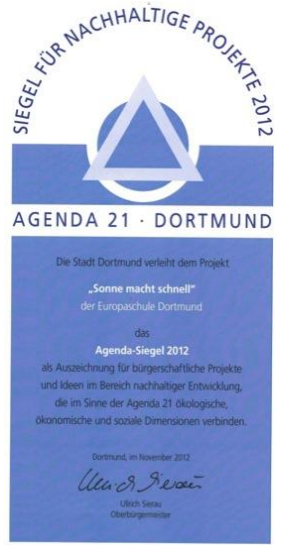 SIEGEL FÜR NACHHALTIGE PROJEKTE 2012
AGENDA 21 · DORTMUND
Die Stadt Dortmund verleiht dem Projekt
„Sonne macht schnell"
der Europaschule Dortmund
das
Agenda-Siegel 2012
als Auszeichnung für bürgerschaftliche Projekte
und Ideen im Bereich nachhaltiger Entwicklung,
die im Sinne der Agenda 21 ökologische,
ökonomische und soziale Dimensionen verbinden.
Dortmund, im November 2012
Ulrich Sierau
Ullrich Sierau
Oberbürgermeister